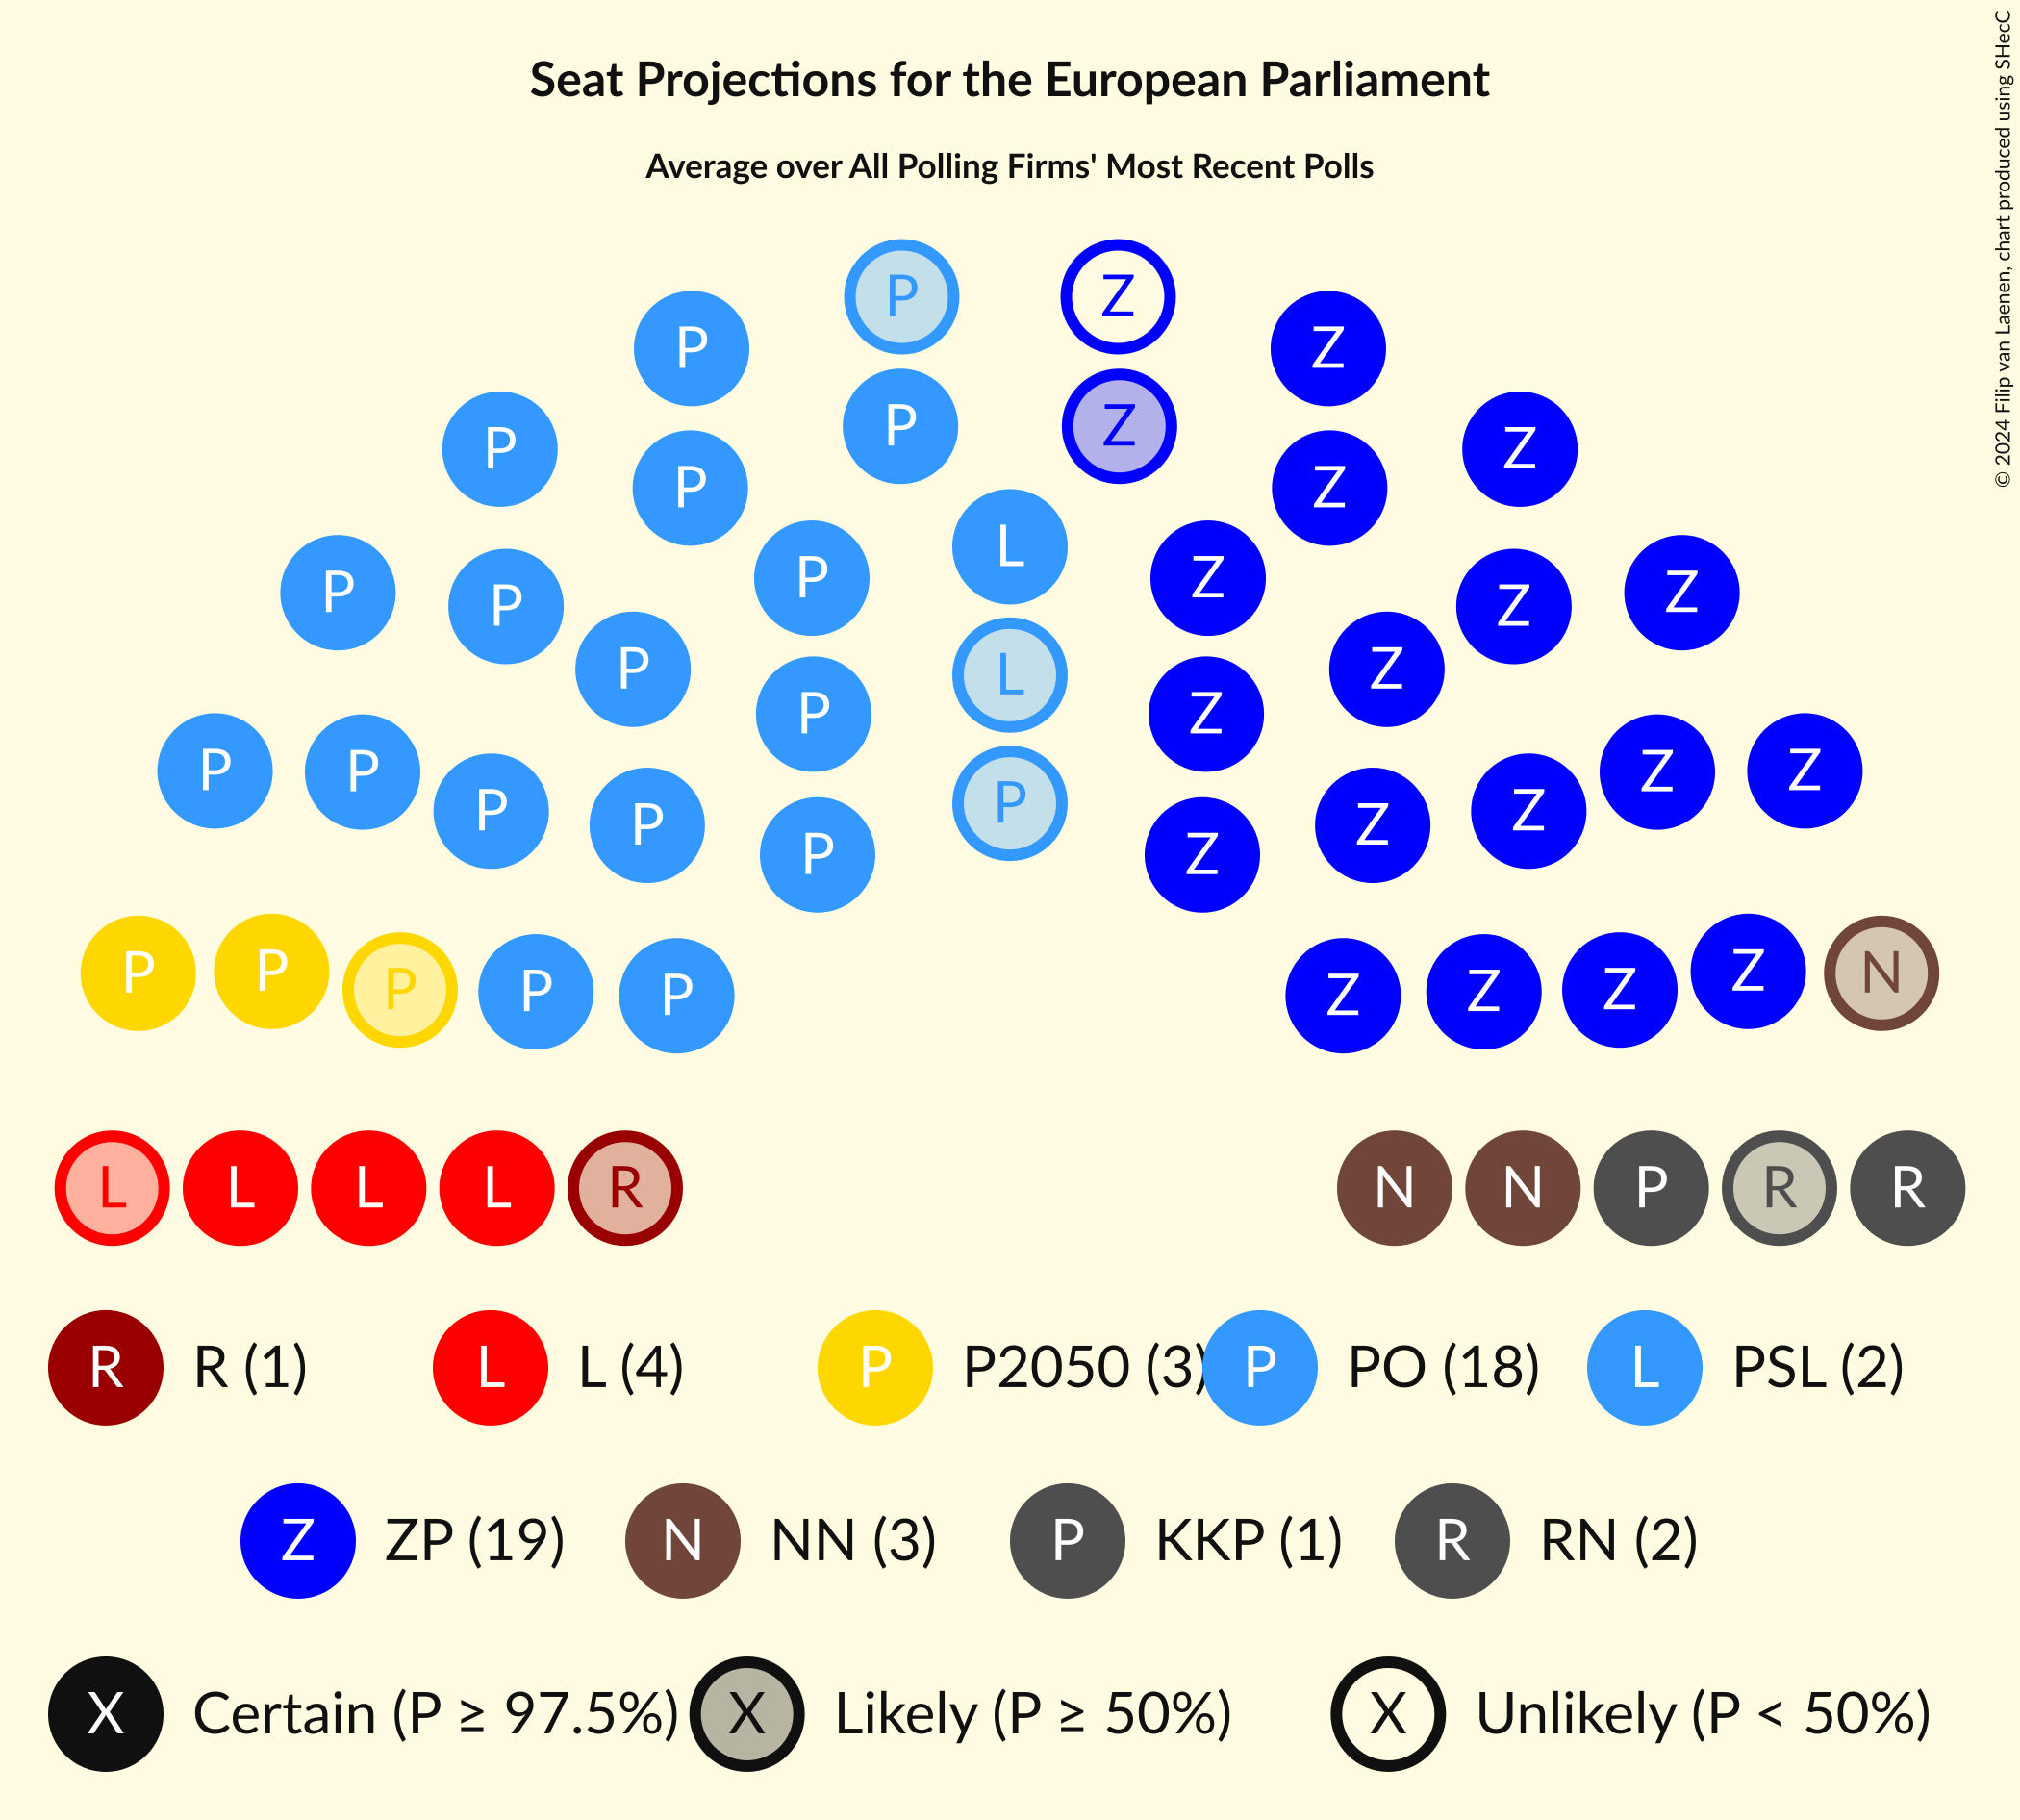 © 2024 Filip van Laenen, chart produced using SHecC
Seat Projections for the European Parliament
Average over All Polling Firms' Most Recent Polls
P Z
P Z
P Z
P Z
P Z
L
P Z
P Z Z Z
P Z
L
P Z
P Z
P P Z Z
P P Z Z
P
P Z
P P P P P Z Z Z Z N
L L L L R N N P R R
R R (1) L L (4) P P2050 (3) P PO (18) L PSL (2)
Z ZP (19) N NN (3) P KKP (1) R RN (2)
X Certain (P ≥ 97.5%) X Likely (P ≥ 50%) X Unlikely (P < 50%)